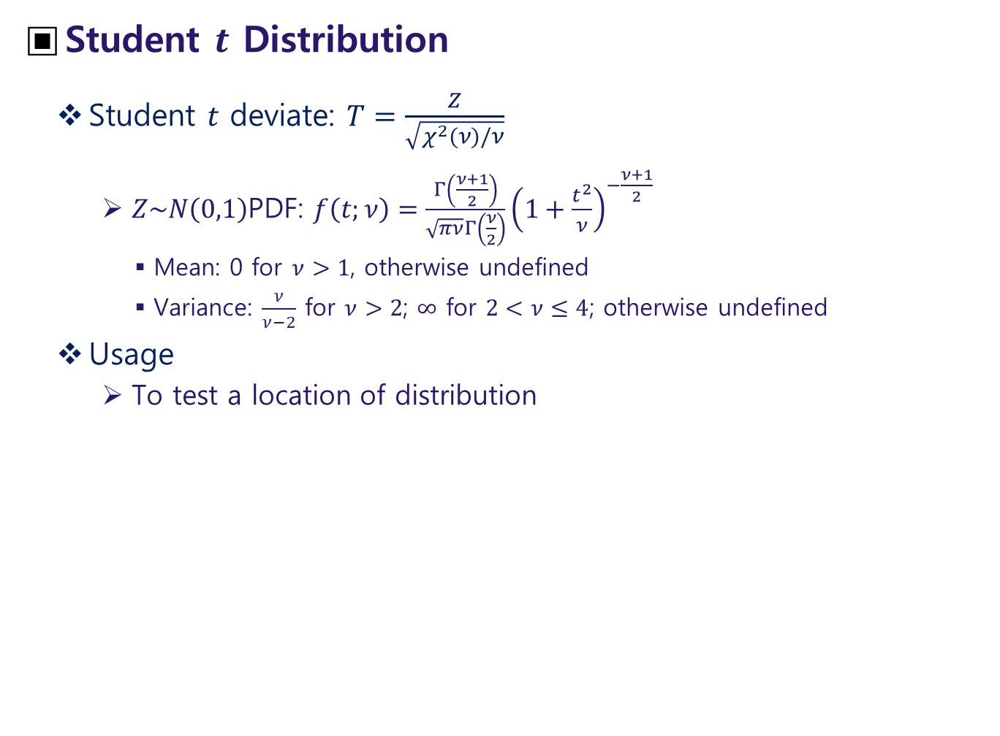 ▣ Student 𝑡 Distribution
❖ Student 𝑡 deviate: $T = \frac{Z}{\sqrt{\chi^2(\nu)/\nu}}$
➢ $Z \sim N(0,1)$PDF: $f(t;\nu) = \frac{\Gamma\left(\frac{\nu+1}{2}\right)}{\sqrt{\pi\nu}\Gamma\left(\frac{\nu}{2}\right)}\left(1+\frac{t^2}{\nu}\right)^{-\frac{\nu+1}{2}}$
▪ Mean: 0 for $\nu > 1$, otherwise undefined
▪ Variance: $\frac{\nu}{\nu-2}$ for $\nu > 2$; $\infty$ for $2 < \nu \leq 4$; otherwise undefined
❖ Usage
➢ To test a location of distribution